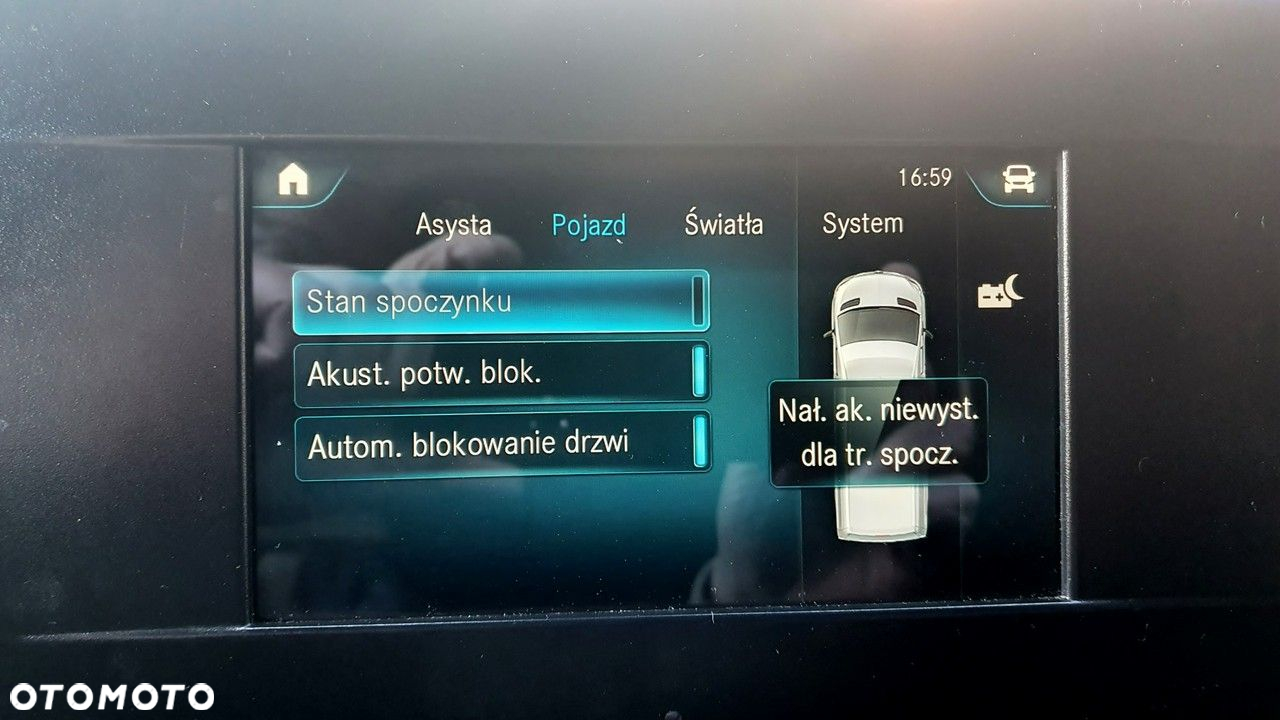 16:59
Asysta Pojazd Światła System
Stan spoczynku
Akust. potw. blok.
Autom. blokowanie drzwi
Nał. ak. niewyst.
dla tr. spocz.
OTOMOTO